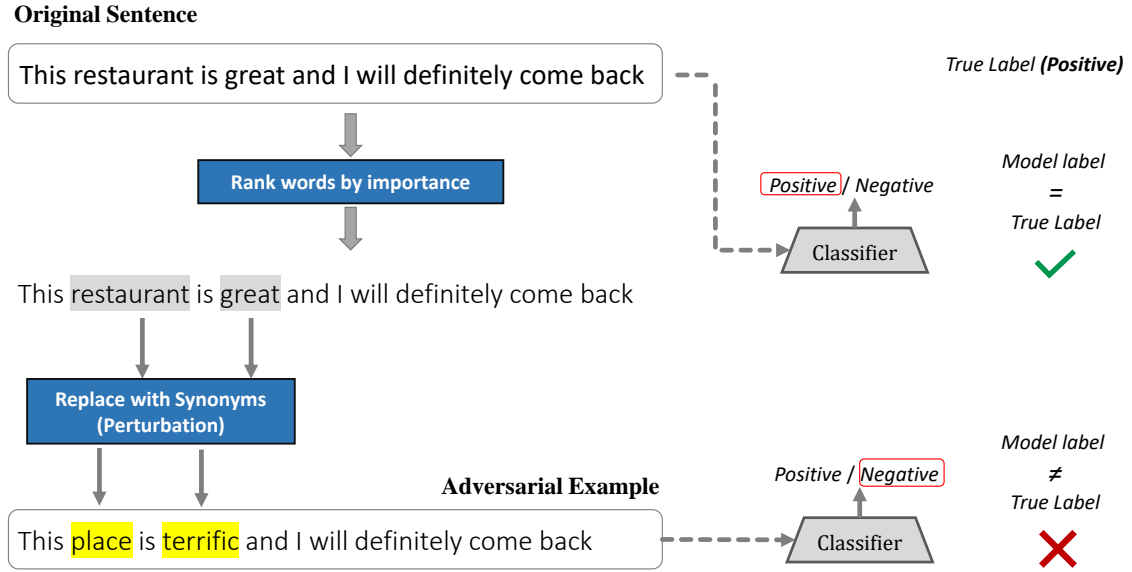 Original Sentence
This restaurant is great and I will definitely come back
True Label (Positive)
Rank words by importance
Positive / Negative
Classifier
Model label
=
True Label
This restaurant is great and I will definitely come back
Replace with Synonyms
(Perturbation)
Adversarial Example
This place is terrific and I will definitely come back
Positive / Negative
Classifier
Model label
≠
True Label